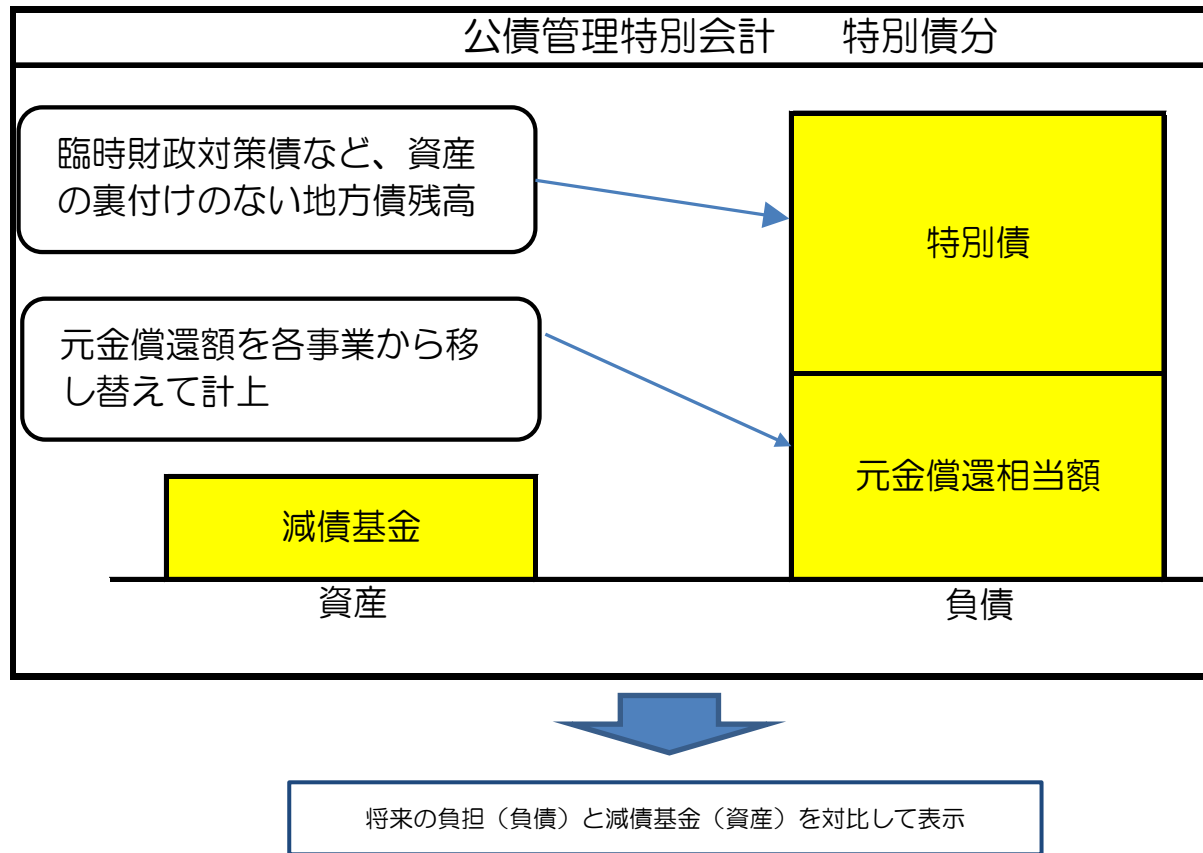 公債管理特別会計　特別債分
臨時財政対策債など、資産
の裏付けのない地方債残高
特別債
元金償還額を各事業から移
し替えて計上
元金償還相当額
減債基金
資産
負債
将来の負担（負債）と減債基金（資産）を対比して表示